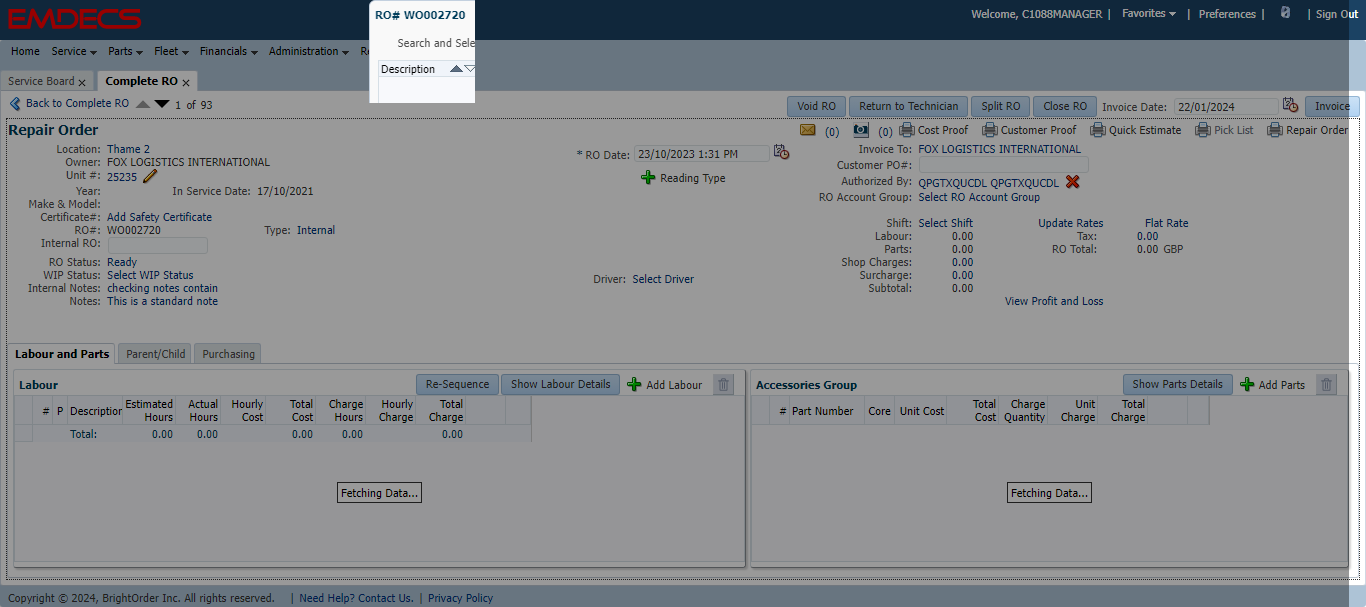 EMDECS
Welcome, C1088MANAGER | Favorites | Preferences | | Sign Out
Home Service Parts Fleet Financials Administration Re
RO# WO002720
Search and Sele
Description
Service Board x Complete RO x
Back to Complete RO 1 of 93
Void RO Return to Technician Split RO Close RO Invoice Date: 22/01/2024 Invoice
Repair Order
(0) (0) Cost Proof Customer Proof Quick Estimate Pick List Repair Order
Location: Thame 2
Owner: FOX LOGISTICS INTERNATIONAL
Unit #: 25235
Year: In Service Date: 17/10/2021
Make & Model:
Certificate#: Add Safety Certificate
RO#: WO002720 Type: Internal
Internal RO:
RO Status: Ready
WIP Status: Select WIP Status
Internal Notes: checking notes contain
Notes: This is a standard note
* RO Date: 23/10/2023 1:31 PM
Reading Type
Driver: Select Driver
Invoice To: FOX LOGISTICS INTERNATIONAL
Customer PO#:
Authorized By: QPGTXQUCDL QPGTXQUCDL
RO Account Group: Select RO Account Group
Shift: Select Shift Update Rates Flat Rate
Labour: 0.00 Tax: 0.00
Parts: 0.00 RO Total: 0.00 GBP
Shop Charges: 0.00
Surcharge: 0.00
Subtotal: 0.00
View Profit and Loss
Labour and Parts Parent/Child Purchasing
Labour Re-Sequence Show Labour Details Add Labour
# P Description Estimated Hours Actual Hours Hourly Cost Total Cost Charge Hours Hourly Charge Total Charge
Total: 0.00 0.00 0.00 0.00 0.00
Fetching Data...
Accessories Group Show Parts Details Add Parts
# Part Number Core Unit Cost Total Cost Charge Quantity Unit Charge Total Charge
Fetching Data...
Copyright © 2024, BrightOrder Inc. All rights reserved. | Need Help? Contact Us. | Privacy Policy